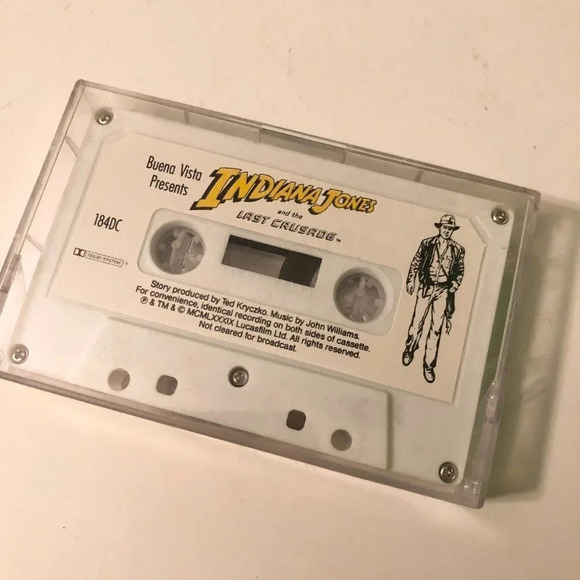 Buena Vista
Presents
INDIANA JONES
and the
LAST CRUSADE™
184DC
DOLBY SYSTEM
Story produced by Ted Kryczko. Music by John Williams.
For convenience, identical recording on both sides of cassette.
℗ & TM & © MCMLXXXIX Lucasfilm Ltd. All rights reserved.
Not cleared for broadcast.